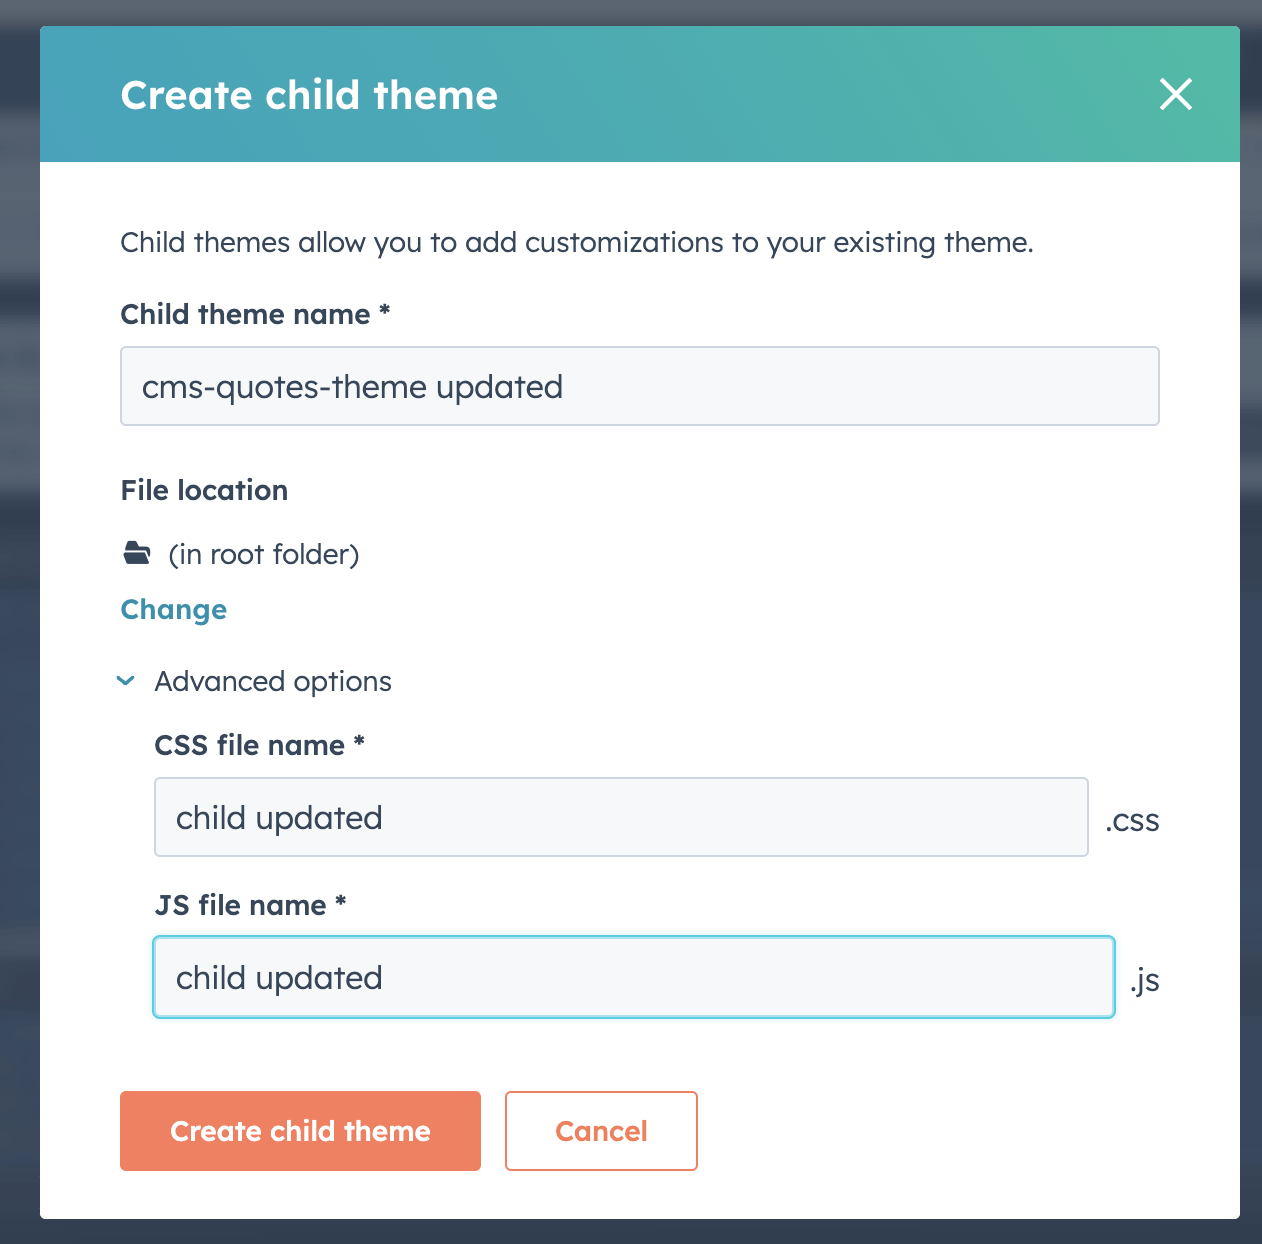 Create child theme
Child themes allow you to add customizations to your existing theme.
Child theme name *
cms-quotes-theme updated
File location
(in root folder)
Change
Advanced options
CSS file name *
child updated
.css
JS file name *
child updated
.js
Create child theme
Cancel